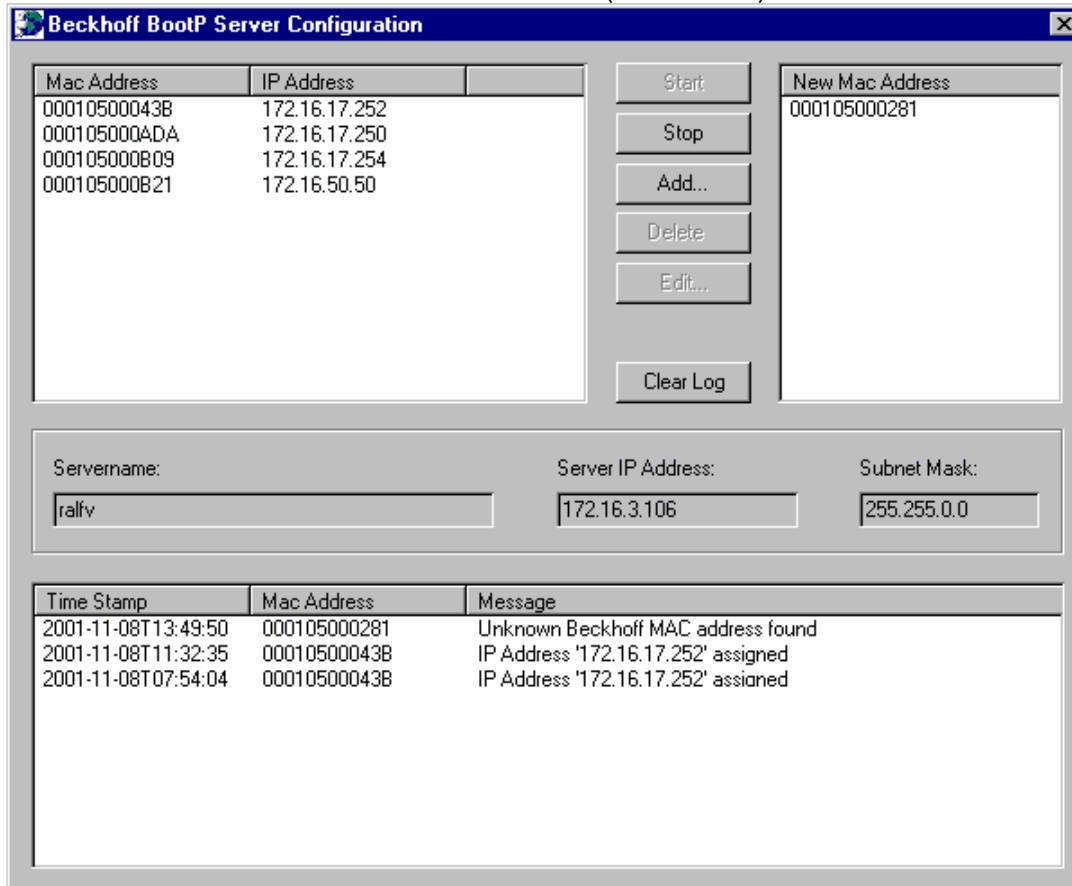 Beckhoff BootP Server Configuration
Mac Address IP Address
00010500043B 172.16.17.252
000105000ADA 172.16.17.250
000105000B09 172.16.17.254
000105000B21 172.16.50.50
Start
Stop
Add...
Delete
Edit...
Clear Log
New Mac Address
000105000281
Servername: Server IP Address: Subnet Mask:
ralfv 172.16.3.106 255.255.0.0
Time Stamp Mac Address Message
2001-11-08T13:49:50 000105000281 Unknown Beckhoff MAC address found
2001-11-08T11:32:35 00010500043B IP Address '172.16.17.252' assigned
2001-11-08T07:54:04 00010500043B IP Address '172.16.17.252' assigned